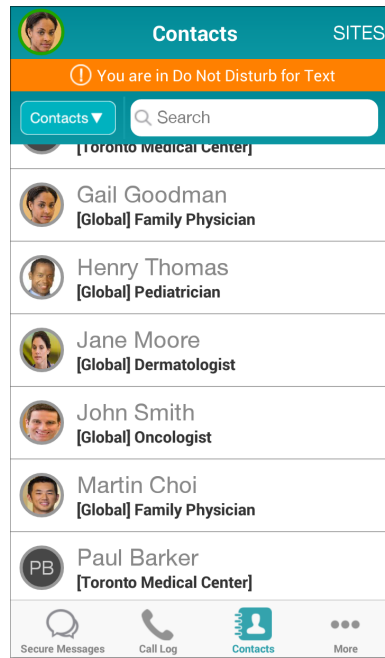 Contacts
SITES
You are in Do Not Disturb for Text
Contacts▼
Search
[Toronto Medical Center]
Gail Goodman
[Global] Family Physician
Henry Thomas
[Global] Pediatrician
Jane Moore
[Global] Dermatologist
John Smith
[Global] Oncologist
Martin Choi
[Global] Family Physician
PB
Paul Barker
[Toronto Medical Center]
Secure Messages
Call Log
Contacts
More